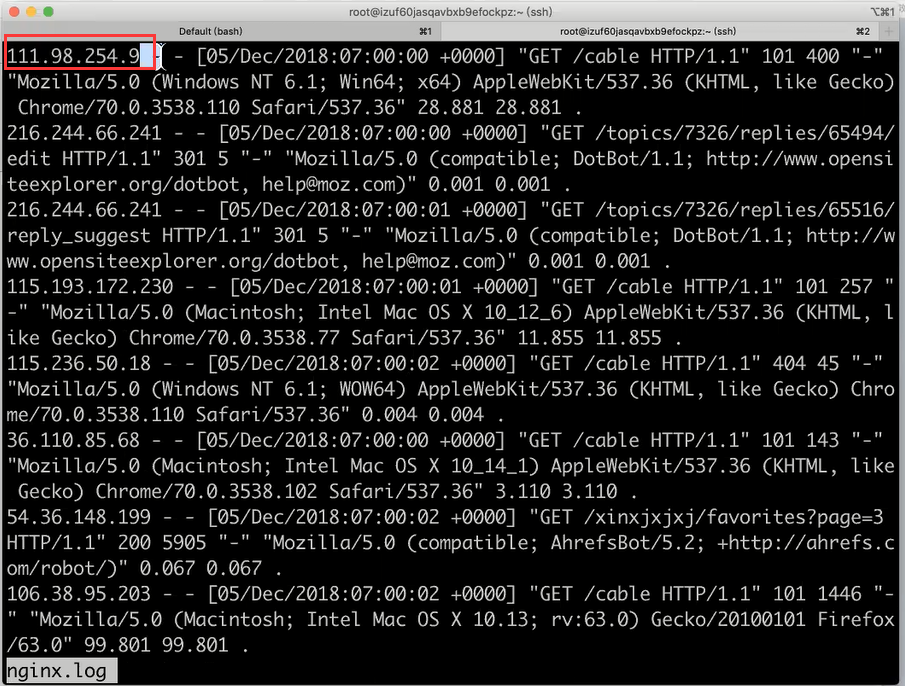 root@izuf60jasqavbxb9efockpz:~ (ssh)
⌥⌘1
Default (bash)
⌘1
root@izuf60jasqavbxb9efockpz:~ (ssh)
⌘2
+
111.98.254.9 - - [05/Dec/2018:07:00:00 +0000] "GET /cable HTTP/1.1" 101 400 "-"
"Mozilla/5.0 (Windows NT 6.1; Win64; x64) AppleWebKit/537.36 (KHTML, like Gecko)
Chrome/70.0.3538.110 Safari/537.36" 28.881 28.881 .
216.244.66.241 - - [05/Dec/2018:07:00:00 +0000] "GET /topics/7326/replies/65494/
edit HTTP/1.1" 301 5 "-" "Mozilla/5.0 (compatible; DotBot/1.1; http://www.opensi
teexplorer.org/dotbot, help@moz.com)" 0.001 0.001 .
216.244.66.241 - - [05/Dec/2018:07:00:01 +0000] "GET /topics/7326/replies/65516/
reply_suggest HTTP/1.1" 301 5 "-" "Mozilla/5.0 (compatible; DotBot/1.1; http://w
ww.opensiteexplorer.org/dotbot, help@moz.com)" 0.001 0.001 .
115.193.172.230 - - [05/Dec/2018:07:00:01 +0000] "GET /cable HTTP/1.1" 101 257 "
-" "Mozilla/5.0 (Macintosh; Intel Mac OS X 10_12_6) AppleWebKit/537.36 (KHTML, l
ike Gecko) Chrome/70.0.3538.77 Safari/537.36" 11.855 11.855 .
115.236.50.18 - - [05/Dec/2018:07:00:02 +0000] "GET /cable HTTP/1.1" 404 45 "-"
"Mozilla/5.0 (Windows NT 6.1; WOW64) AppleWebKit/537.36 (KHTML, like Gecko) Chro
me/70.0.3538.110 Safari/537.36" 0.004 0.004 .
36.110.85.68 - - [05/Dec/2018:07:00:00 +0000] "GET /cable HTTP/1.1" 101 143 "-"
"Mozilla/5.0 (Macintosh; Intel Mac OS X 10_14_1) AppleWebKit/537.36 (KHTML, like
Gecko) Chrome/70.0.3538.102 Safari/537.36" 3.110 3.110 .
54.36.148.199 - - [05/Dec/2018:07:00:02 +0000] "GET /xinxjxjxj/favorites?page=3
HTTP/1.1" 200 5905 "-" "Mozilla/5.0 (compatible; AhrefsBot/5.2; +http://ahrefs.c
om/robot/)" 0.067 0.067 .
106.38.95.203 - - [05/Dec/2018:07:00:02 +0000] "GET /cable HTTP/1.1" 101 1446 "-
" "Mozilla/5.0 (Macintosh; Intel Mac OS X 10.13; rv:63.0) Gecko/20100101 Firefox
/63.0" 99.801 99.801 .
nginx.log